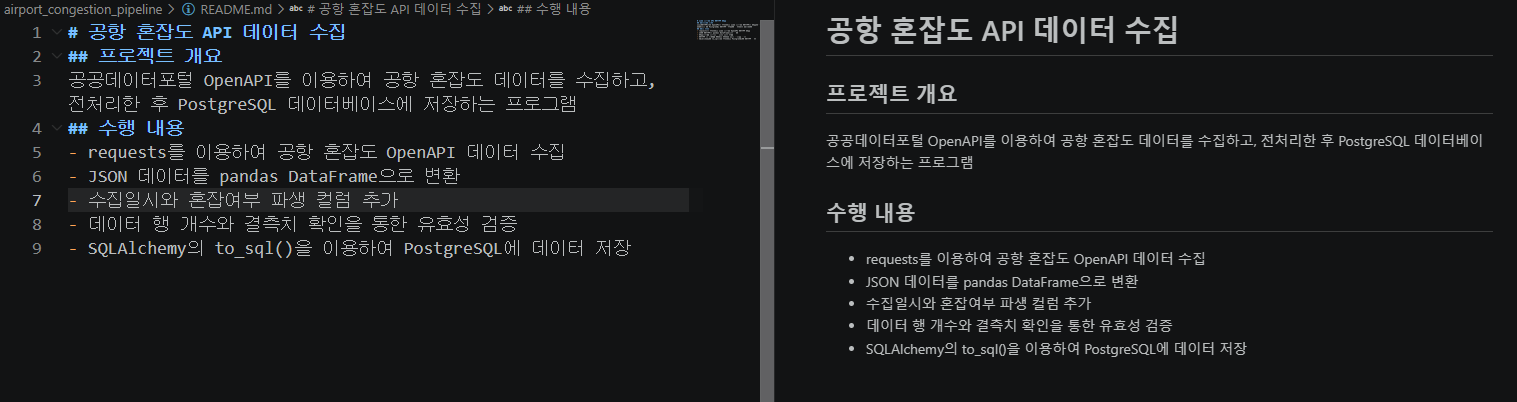 airport_congestion_pipeline > README.md > # 공항 혼잡도 API 데이터 수집 > ## 수행 내용
1 # 공항 혼잡도 API 데이터 수집
2 ## 프로젝트 개요
3 공공데이터포털 OpenAPI를 이용하여 공항 혼잡도 데이터를 수집하고,
전처리한 후 PostgreSQL 데이터베이스에 저장하는 프로그램
4 ## 수행 내용
5 - requests를 이용하여 공항 혼잡도 OpenAPI 데이터 수집
6 - JSON 데이터를 pandas DataFrame으로 변환
7 - 수집일시와 혼잡여부 파생 컬럼 추가
8 - 데이터 행 개수와 결측치 확인을 통한 유효성 검증
9 - SQLAlchemy의 to_sql()을 이용하여 PostgreSQL에 데이터 저장
공항 혼잡도 API 데이터 수집
프로젝트 개요
공공데이터포털 OpenAPI를 이용하여 공항 혼잡도 데이터를 수집하고, 전처리한 후 PostgreSQL 데이터베이
스에 저장하는 프로그램
수행 내용
• requests를 이용하여 공항 혼잡도 OpenAPI 데이터 수집
• JSON 데이터를 pandas DataFrame으로 변환
• 수집일시와 혼잡여부 파생 컬럼 추가
• 데이터 행 개수와 결측치 확인을 통한 유효성 검증
• SQLAlchemy의 to_sql()을 이용하여 PostgreSQL에 데이터 저장